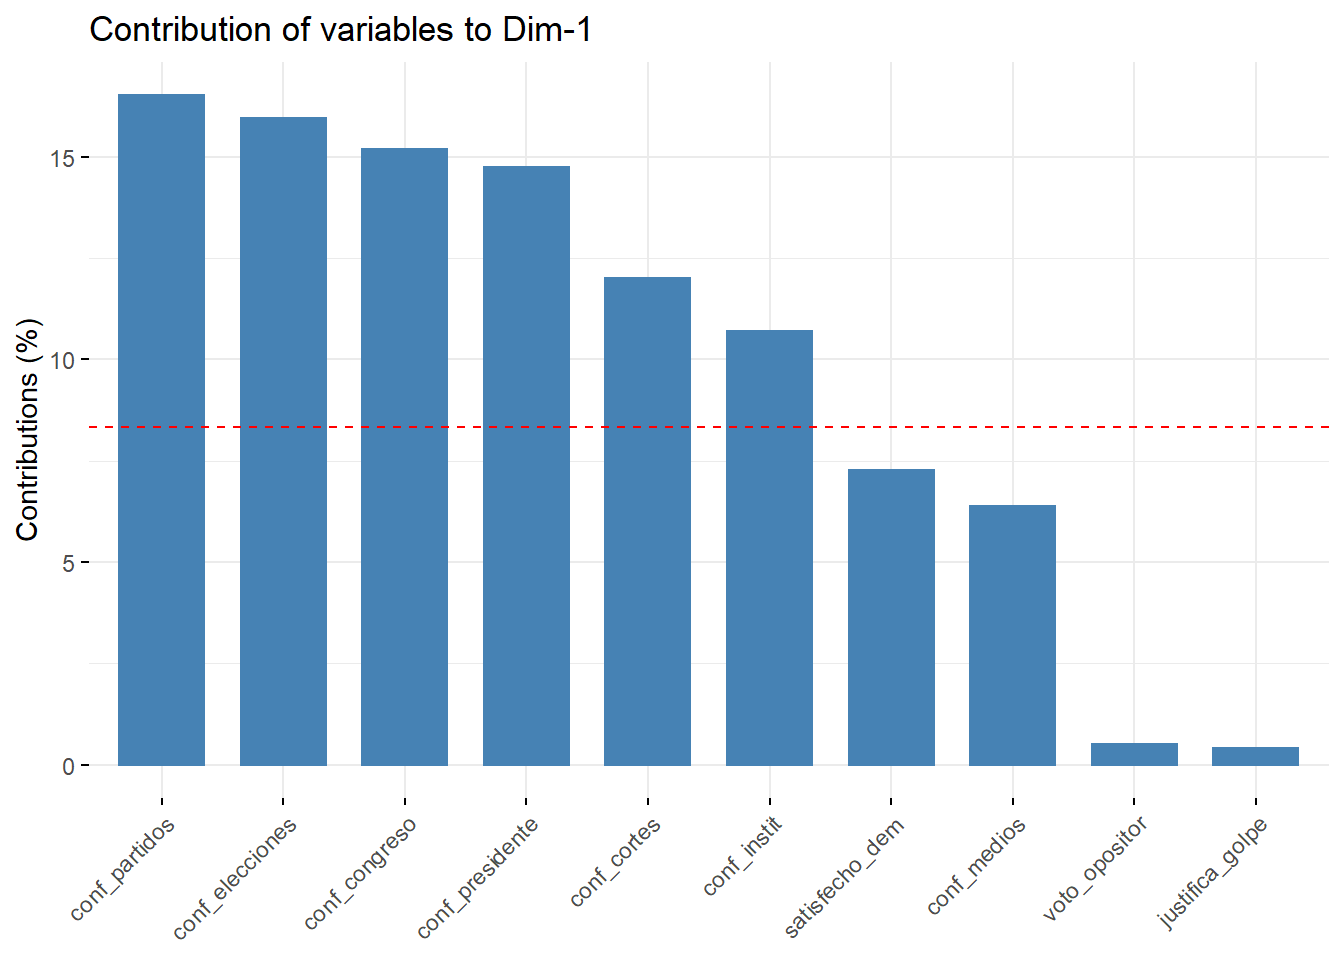 Contribution of variables to Dim-1
Contributions (%)
15
10
5
0
conf_partidos
conf_elecciones
conf_congreso
conf_presidente
conf_cortes
conf_instit
satisfecho_dem
conf_medios
voto_opositor
justifica_golpe